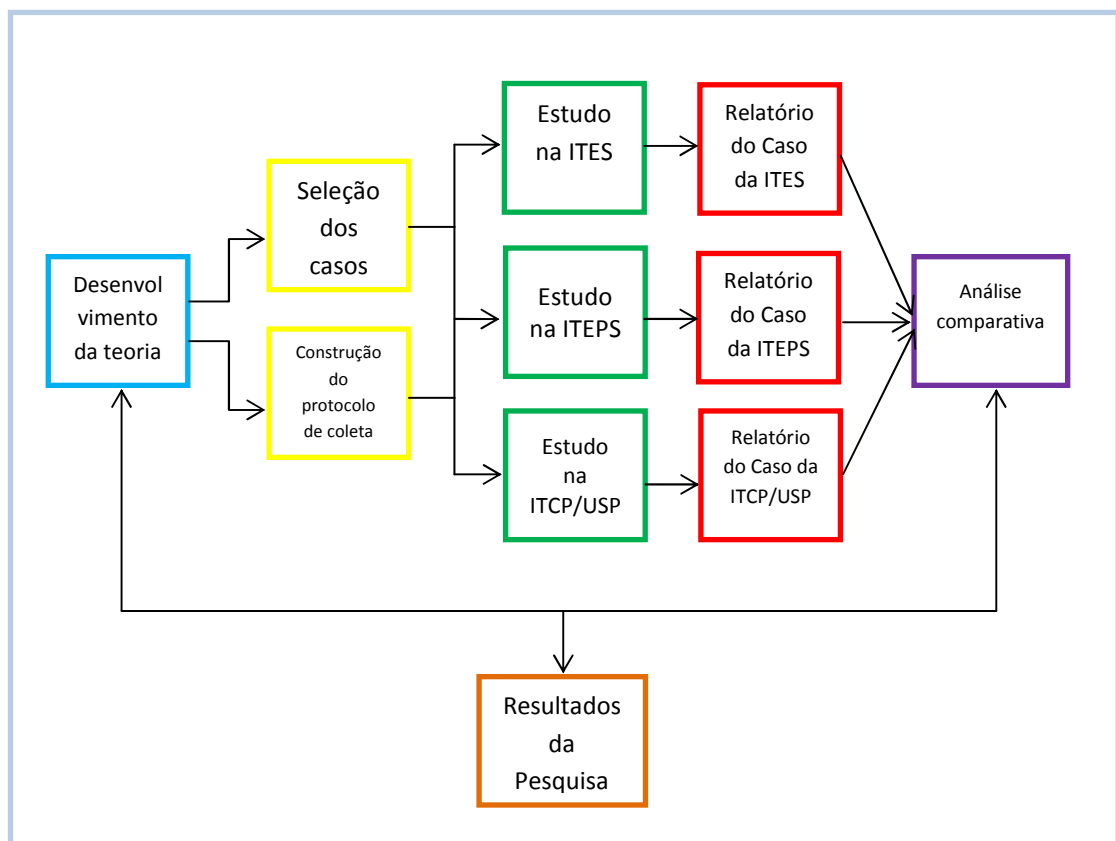 Desenvol
vimento
da teoria
Seleção
dos
casos
Construção
do
protocolo
de coleta
Estudo
na ITES
Estudo
na ITEPS
Estudo
na
ITCP/USP
Relatório
do Caso
da ITES
Relatório
do Caso
da ITEPS
Relatório
do Caso da
ITCP/USP
Análise
comparativa
Resultados
da
Pesquisa